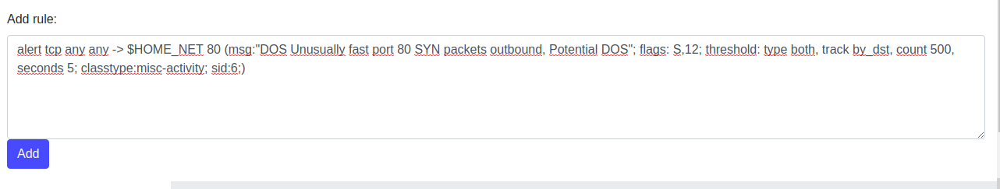 Add rule:
alert tcp any any -> $HOME_NET 80 (msg:"DOS Unusually fast port 80 SYN packets outbound, Potential DOS"; flags: S,12; threshold: type both, track by_dst, count 500,
seconds 5; classtype:misc-activity; sid:6;)
Add